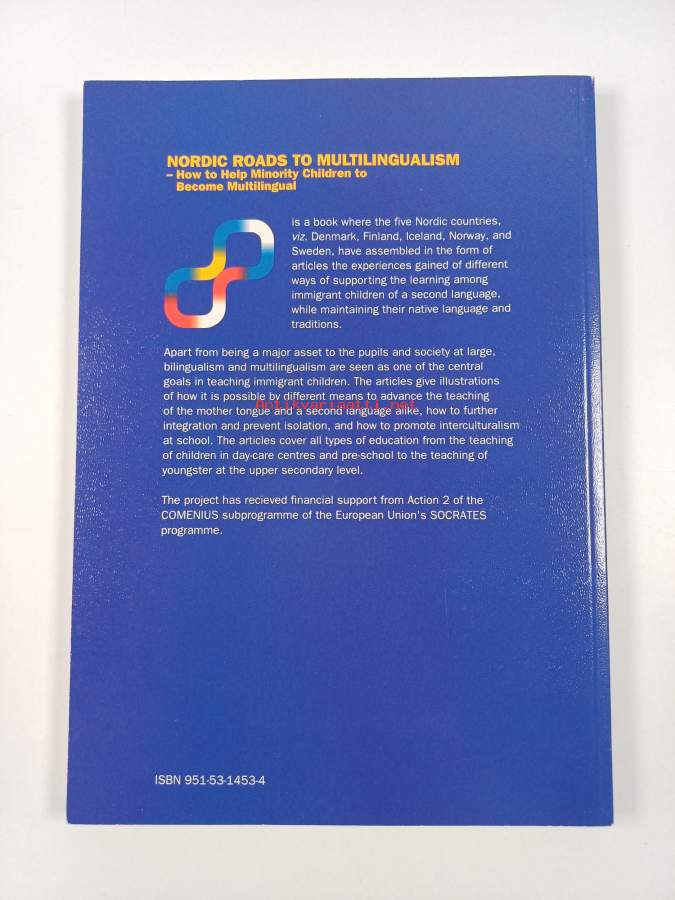 NORDIC ROADS TO MULTILINGUALISM
– How to Help Minority Children to
Become Multilingual
is a book where the five Nordic countries,
viz. Denmark, Finland, Iceland, Norway, and
Sweden, have assembled in the form of
articles the experiences gained of different
ways of supporting the learning among
immigrant children of a second language,
while maintaining their native language and
traditions.
Apart from being a major asset to the pupils and society at large,
bilingualism and multilingualism are seen as one of the central
goals in teaching immigrant children. The articles give illustrations
of how it is possible by different means to advance the teaching
Antikvariaatti.net
of the mother tongue and a second language alike, how to further
integration and prevent isolation, and how to promote interculturalism
at school. The articles cover all types of education from the teaching
of children in day-care centres and pre-school to the teaching of
youngster at the upper secondary level.
The project has recieved financial support from Action 2 of the
COMENIUS subprogramme of the European Union's SOCRATES
programme.
ISBN 951-53-1453-4